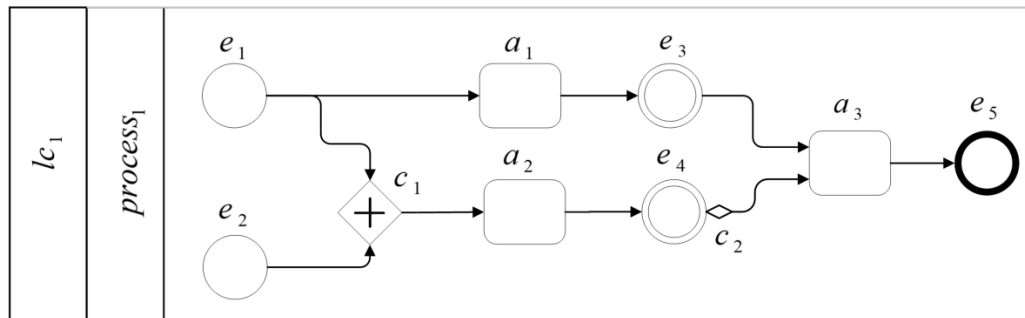 lc₁
process₁
e₁
a₁
e₃
a₃
e₅
e₂
c₁
a₂
e₄
c₂